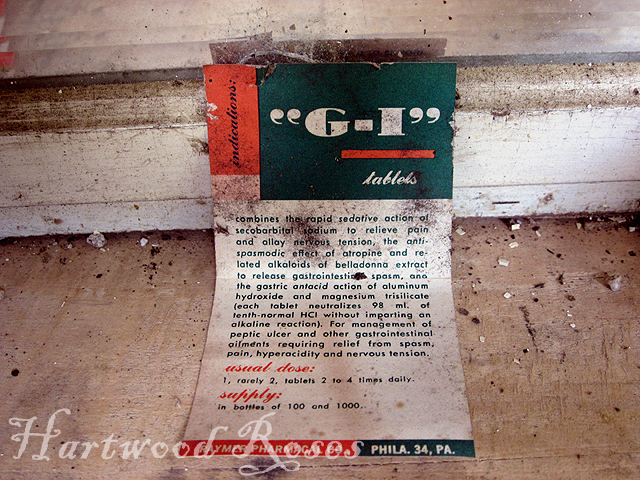 indications:
"G-I"
tablets
combines the rapid sedative action of
secobarbital sodium to relieve pain
and allay nervous tension, the anti-
spasmodic effect of atropine and re-
lated alkaloids of belladonna extract
to release gastrointestinal spasm, and
the gastric antacid action of aluminum
hydroxide and magnesium trisilicate
(each tablet neutralizes 98 ml. of
tenth-normal HCl without imparting an
alkaline reaction). For management of
peptic ulcer and other gastrointestinal
ailments requiring relief from spasm,
pain, hyperacidity and nervous tension.
usual dose:
1, rarely 2, tablets 2 to 4 times daily.
supply:
in bottles of 100 and 1000.
PHARMACAL
PHILA. 34, PA.
Hartwood Roses